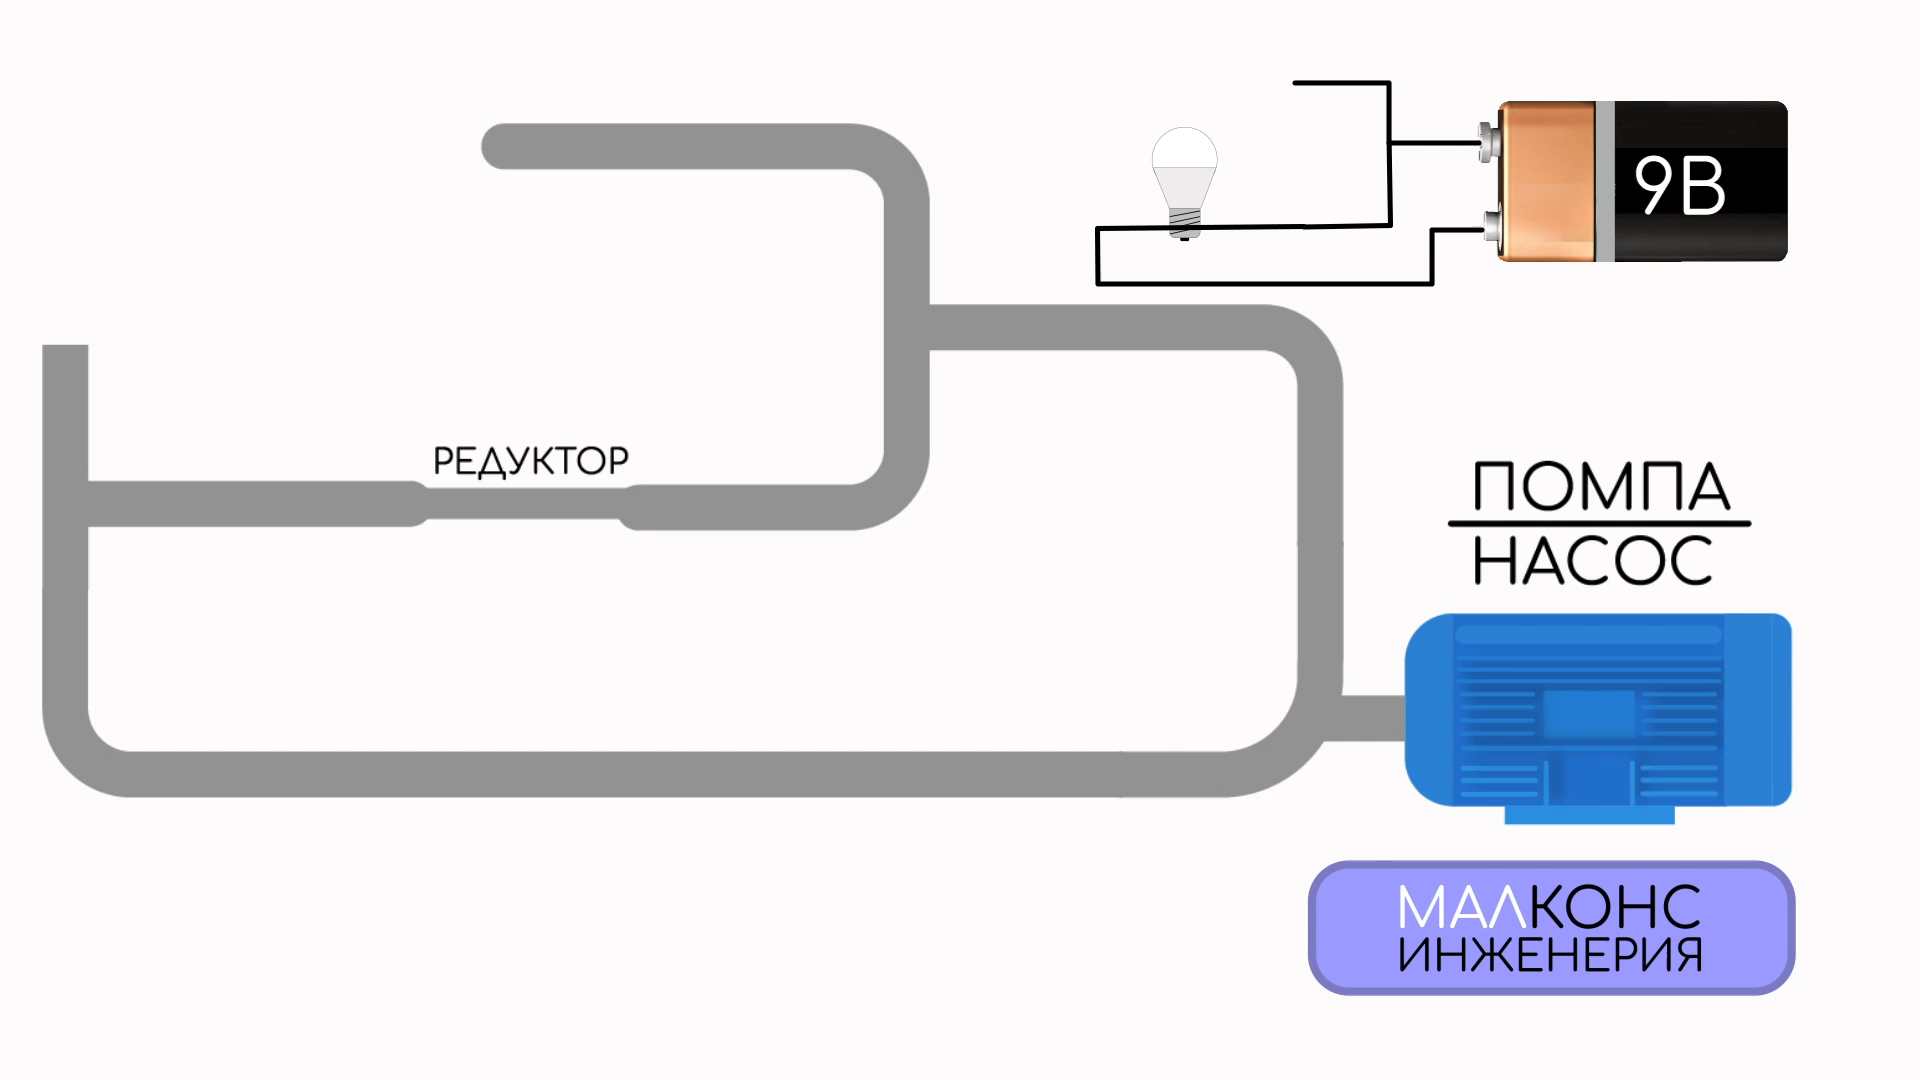 9В
РЕДУКТОР
ПОМПА
НАСОС
МАЛКОНС
ИНЖЕНЕРИЯ